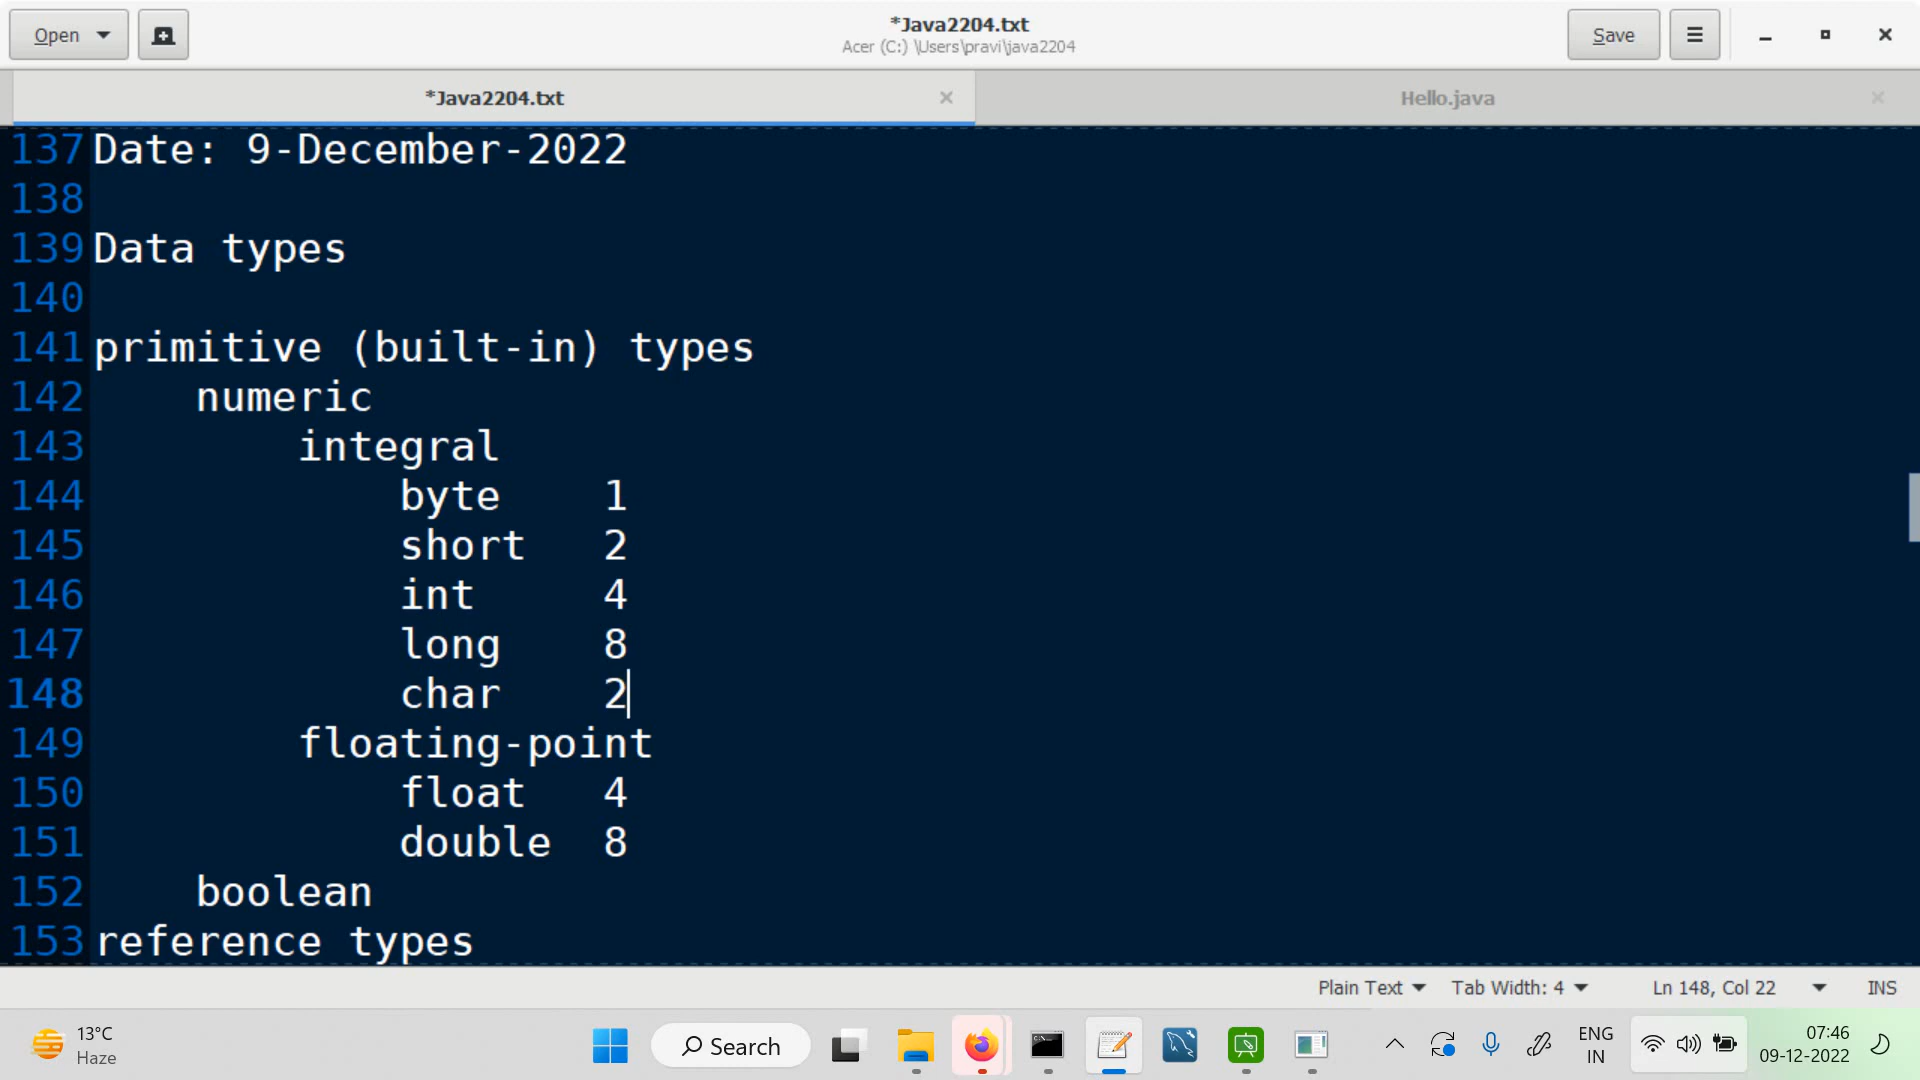 Open
*Java2204.txt
Acer (C:) \Users\pravi\java2204
Save
*Java2204.txt
Hello.java
137 Date: 9-December-2022
138
139 Data types
140
141 primitive (built-in) types
142 numeric
143 integral
144 byte 1
145 short 2
146 int 4
147 long 8
148 char 2
149 floating-point
150 float 4
151 double 8
152 boolean
153 reference types
Plain Text Tab Width: 4 Ln 148, Col 22 INS
13°C
Haze
Search
ENG
IN
07:46
09-12-2022